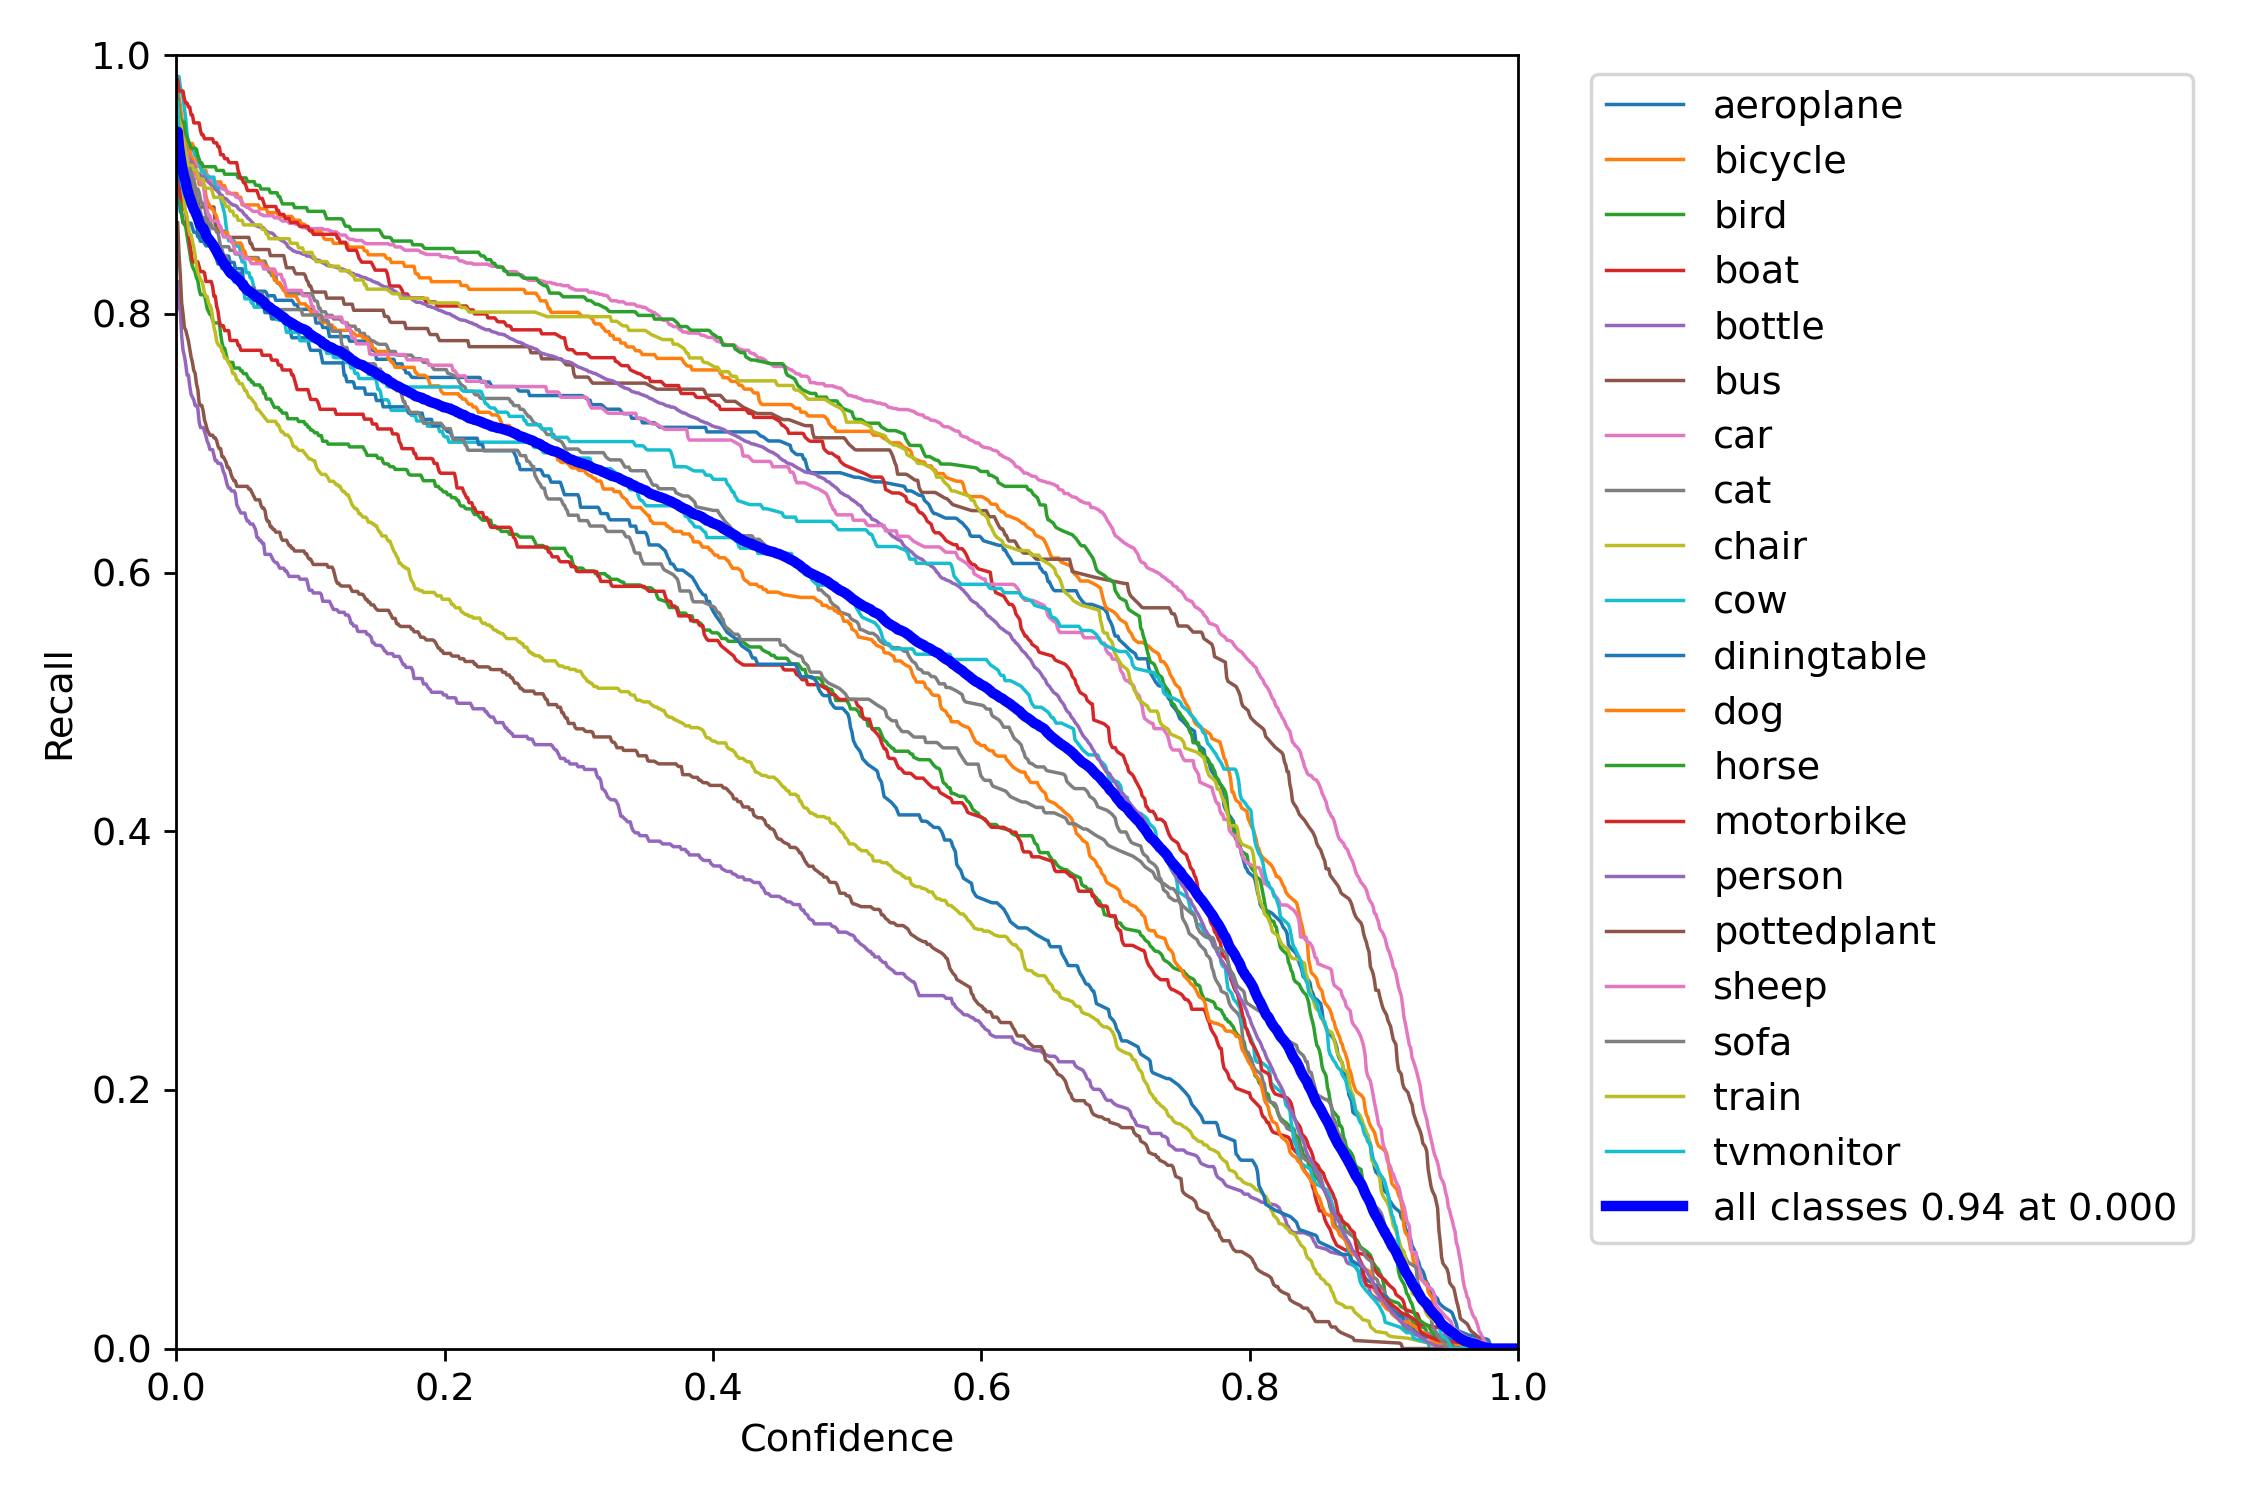 1.0
0.8
0.6
0.4
0.2
0.0
Recall
0.0 0.2 0.4 0.6 0.8 1.0
Confidence
aeroplane
bicycle
bird
boat
bottle
bus
car
cat
chair
cow
diningtable
dog
horse
motorbike
person
pottedplant
sheep
sofa
train
tvmonitor
all classes 0.94 at 0.000